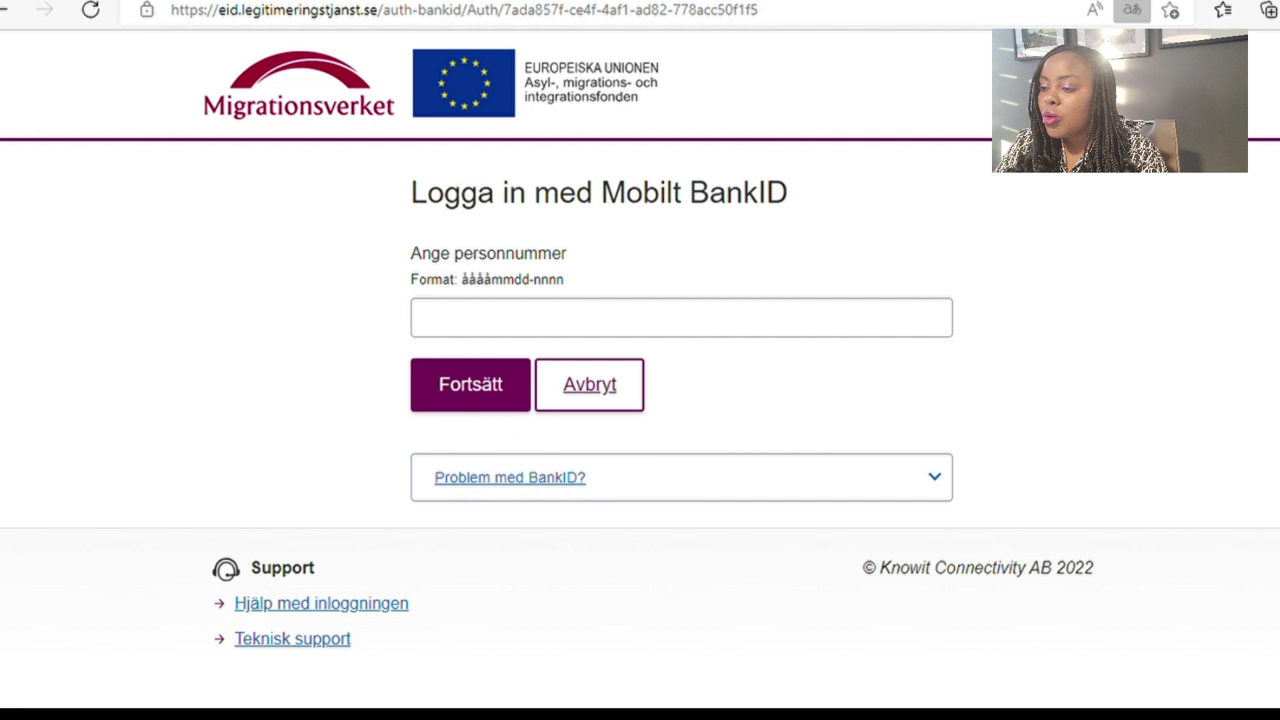 https://eid.legitimeringstjanst.se/auth-bankid/Auth/7ada857f-ce4f-4af1-ad82-778acc50f1f5
Migrationsverket
EUROPEISKA UNIONEN
Asyl-, migrations- och
integrationsfonden
Logga in med Mobilt BankID
Ange personnummer
Format: ååååmmdd-nnnn
Fortsätt
Avbryt
Problem med BankID?
Support
© Knowit Connectivity AB 2022
Hjälp med inloggningen
Teknisk support